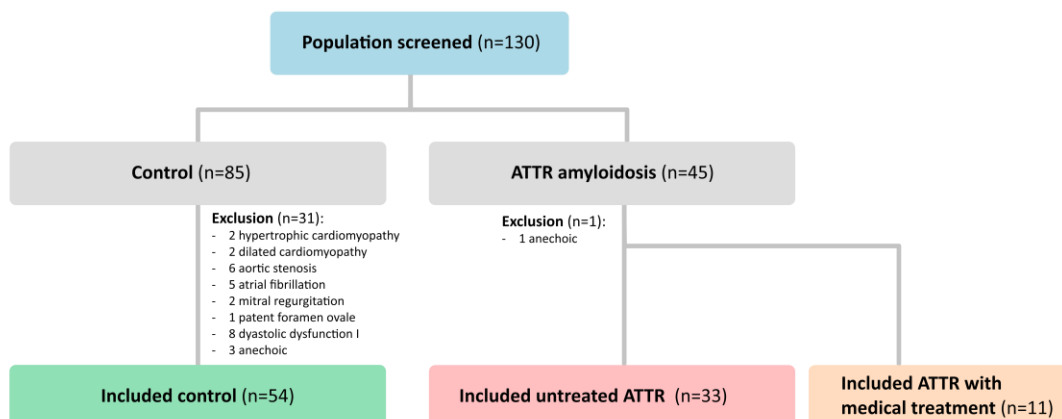 Population screened (n=130)
Control (n=85)
ATTR amyloidosis (n=45)
Exclusion (n=31):
- 2 hypertrophic cardiomyopathy
- 2 dilated cardiomyopathy
- 6 aortic stenosis
- 5 atrial fibrillation
- 2 mitral regurgitation
- 1 patent foramen ovale
- 8 dyastolic dysfunction I
- 3 anechoic
Exclusion (n=1):
- 1 anechoic
Included control (n=54)
Included untreated ATTR (n=33)
Included ATTR with
medical treatment (n=11)